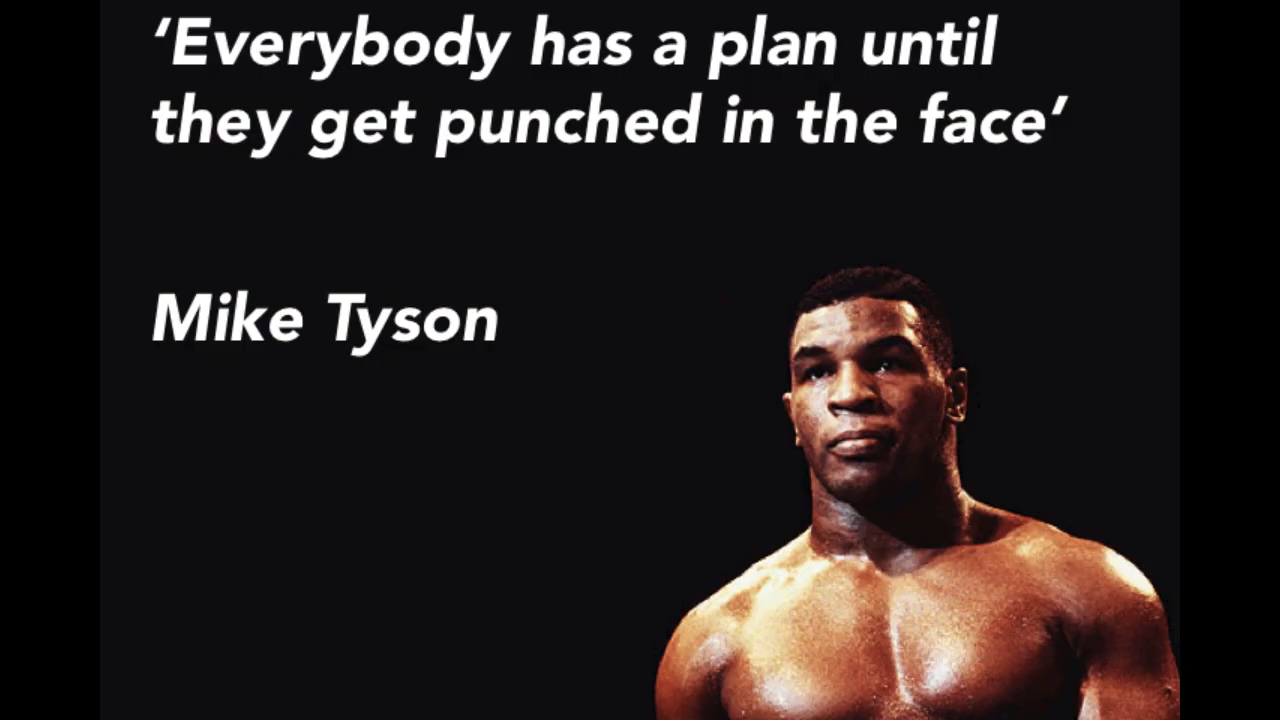 ‘Everybody has a plan until
they get punched in the face’
Mike Tyson